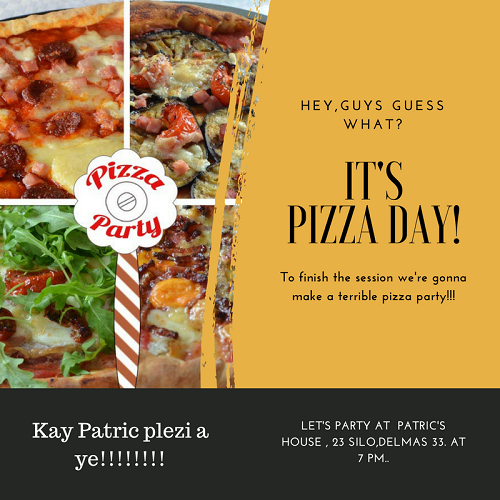 Pizza
Party
HEY,GUYS GUESS
WHAT?
IT'S
PIZZA DAY!
To finish the session we're gonna
make a terrible pizza party!!!
Kay Patric plezi a
ye!!!!!!!!
LET'S PARTY AT PATRIC'S
HOUSE , 23 SILO,DELMAS 33. AT
7 PM..